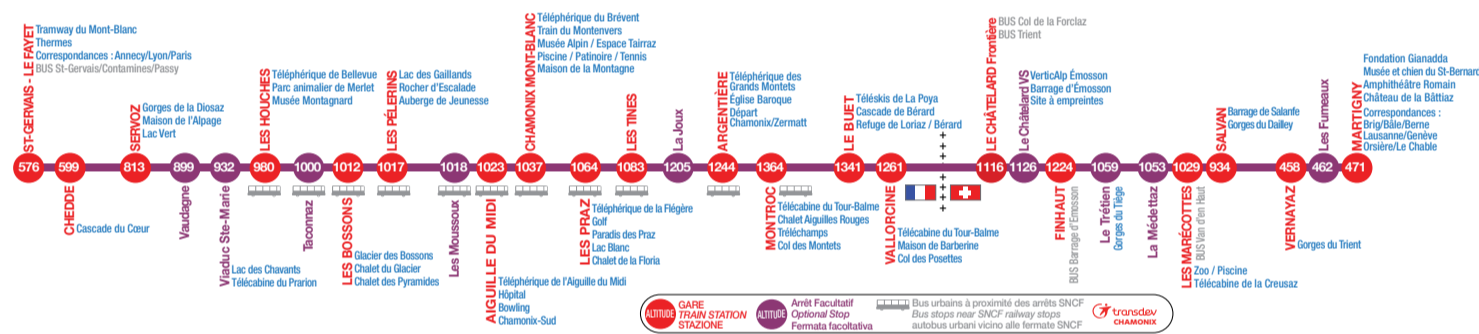 ST-GERVAIS - LE FAYET
Tramway du Mont-Blanc
Thermes
Correspondances : Annecy/Lyon/Paris
BUS St-Gervais/Contamines/Passy
576
599
CHEDDE
Cascade du Cœur
SERVOZ
Gorges de la Diosaz
Maison de l'Alpage
Lac Vert
813
899
Vaudagne
932
Viaduc Ste-Marie
Lac des Chavants
Télécabine du Prarion
LES HOUCHES
Téléphérique de Bellevue
Parc animalier de Merlet
Musée Montagnard
980
1000
Taconnaz
1012
LES BOSSONS
Glacier des Bossons
Chalet du Glacier
Chalet des Pyramides
LES PÉLERINS
Lac des Gaillands
Rocher d'Escalade
Auberge de Jeunesse
1017
1018
Les Moussoux
1023
AIGUILLE DU MIDI
Téléphérique de l'Aiguille du Midi
Hôpital
Bowling
Chamonix-Sud
CHAMONIX MONT-BLANC
Téléphérique du Brévent
Train du Montenvers
Musée Alpin / Espace Tairraz
Piscine / Patinoire / Tennis
Maison de la Montagne
1037
1064
LES PRAZ
Téléphérique de la Flégère
Golf
Paradis des Praz
Lac Blanc
Chalet de la Floria
LES TINES
1083
La Joux
1205
ARGENTIÈRE
Téléphérique des
Grands Montets
Église Baroque
Départ
Chamonix/Zermatt
1244
1364
MONTROC
Télécabine du Tour-Balme
Chalet Aiguilles Rouges
Tréléchamps
Col des Montets
LE BUET
Téléskis de La Poya
Cascade de Bérard
Refuge de Loriaz / Bérard
1341
1261
VALLORCINE
Télécabine du Tour-Balme
Maison de Barberine
Col des Posettes
LE CHÂTELARD Frontière
BUS Col de la Forclaz
BUS Trient
1116
Le Châtelard VS
VerticAlp Émosson
Barrage d'Émosson
Site à empreintes
1126
1224
FINHAUT
BUS Barrage d'Emosson
1059
Le Trétien
Gorges du Tiège
1053
La Médettaz
1029
LES MARÉCOTTES
BUS Van d'en Haut
Zoo / Piscine
Télécabine de la Creusaz
SALVAN
Barrage de Salanfe
Gorges du Dailley
934
458
VERNAYAZ
Gorges du Trient
Les Fumeaux
462
MARTIGNY
Fondation Gianadda
Musée et chien du St-Bernard
Amphithéâtre Romain
Château de la Bâttiaz
Correspondances :
Brig/Bâle/Berne
Lausanne/Genève
Orsière/Le Chable
471
ALTITUDE
GARE
TRAIN STATION
STAZIONE
ALTITUDE
Arrêt Facultatif
Optional Stop
Fermata facoltativa
Bus urbains à proximité des arrêts SNCF
Bus stops near SNCF railway stops
autobus urbani vicino alle fermate SNCF
transdev
CHAMONIX